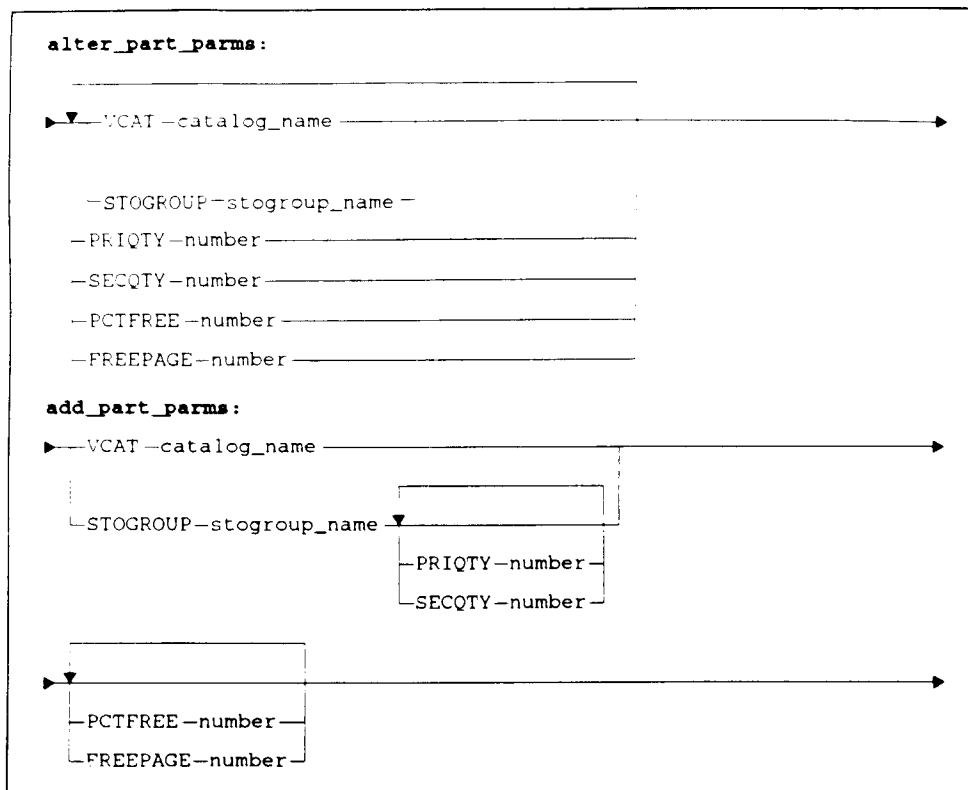 alter_part_parms:
VCAT catalog_name
STOGROUP stogroup_name
PRIQTY number
SECQTY number
PCTFREE number
FREEPAGE number
add_part_parms:
VCAT catalog_name
STOGROUP stogroup_name
PRIQTY number
SECQTY number
PCTFREE number
FREEPAGE number